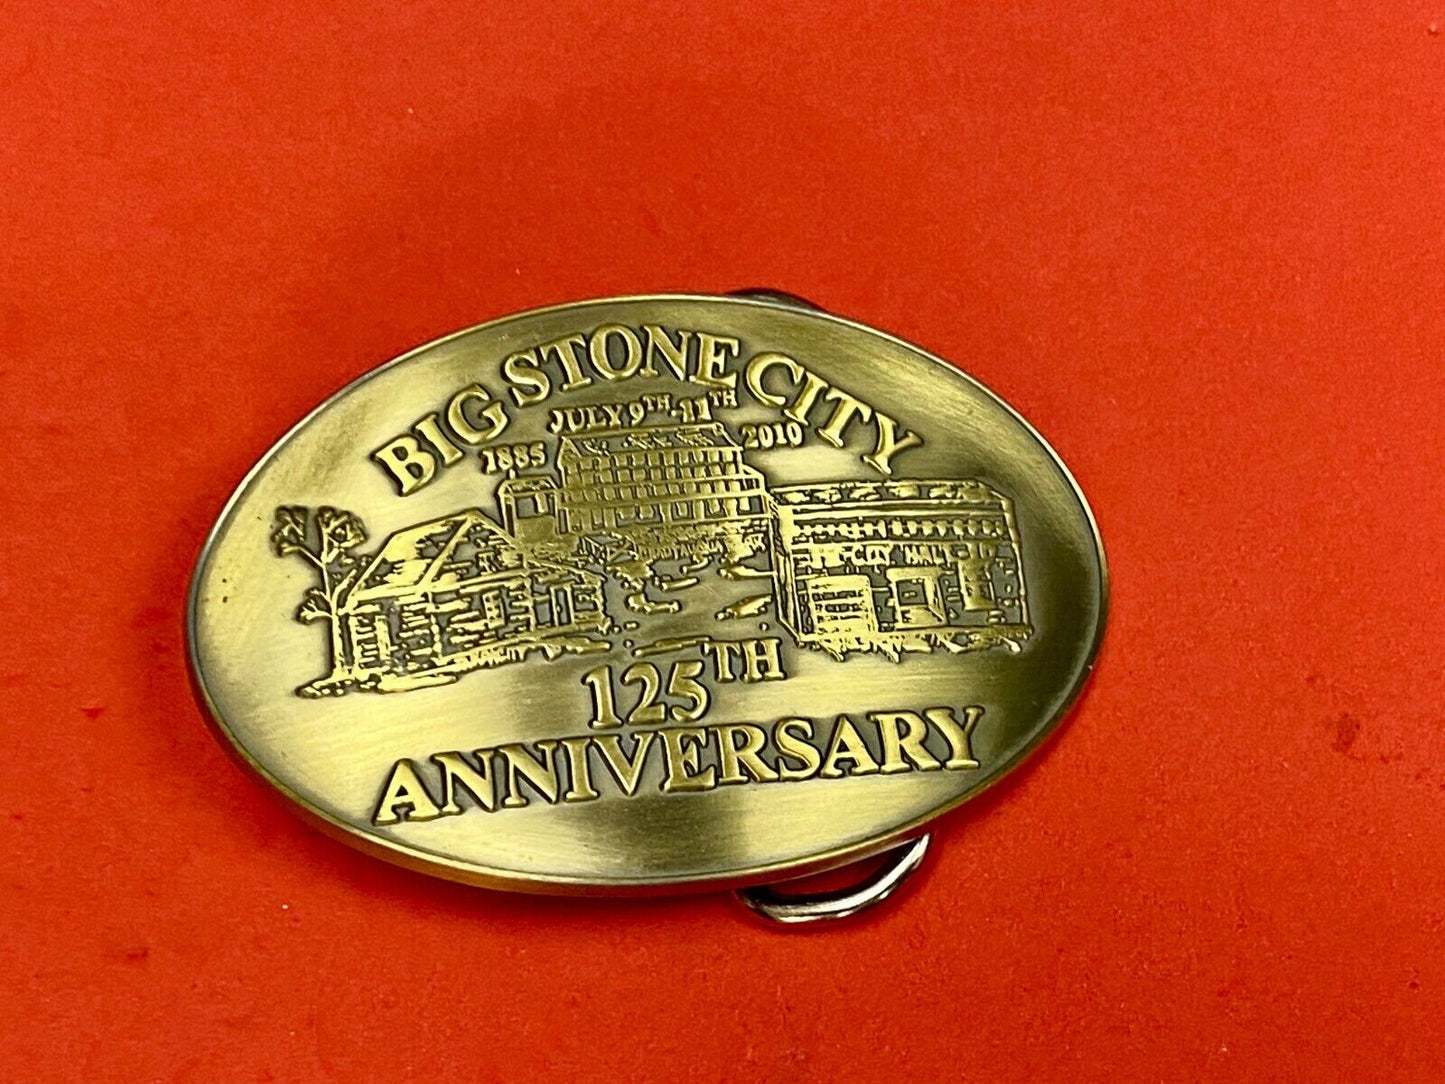 BIG STONE CITY
JULY 9TH-11TH
1885 2010
CITY HALL
125TH
ANNIVERSARY